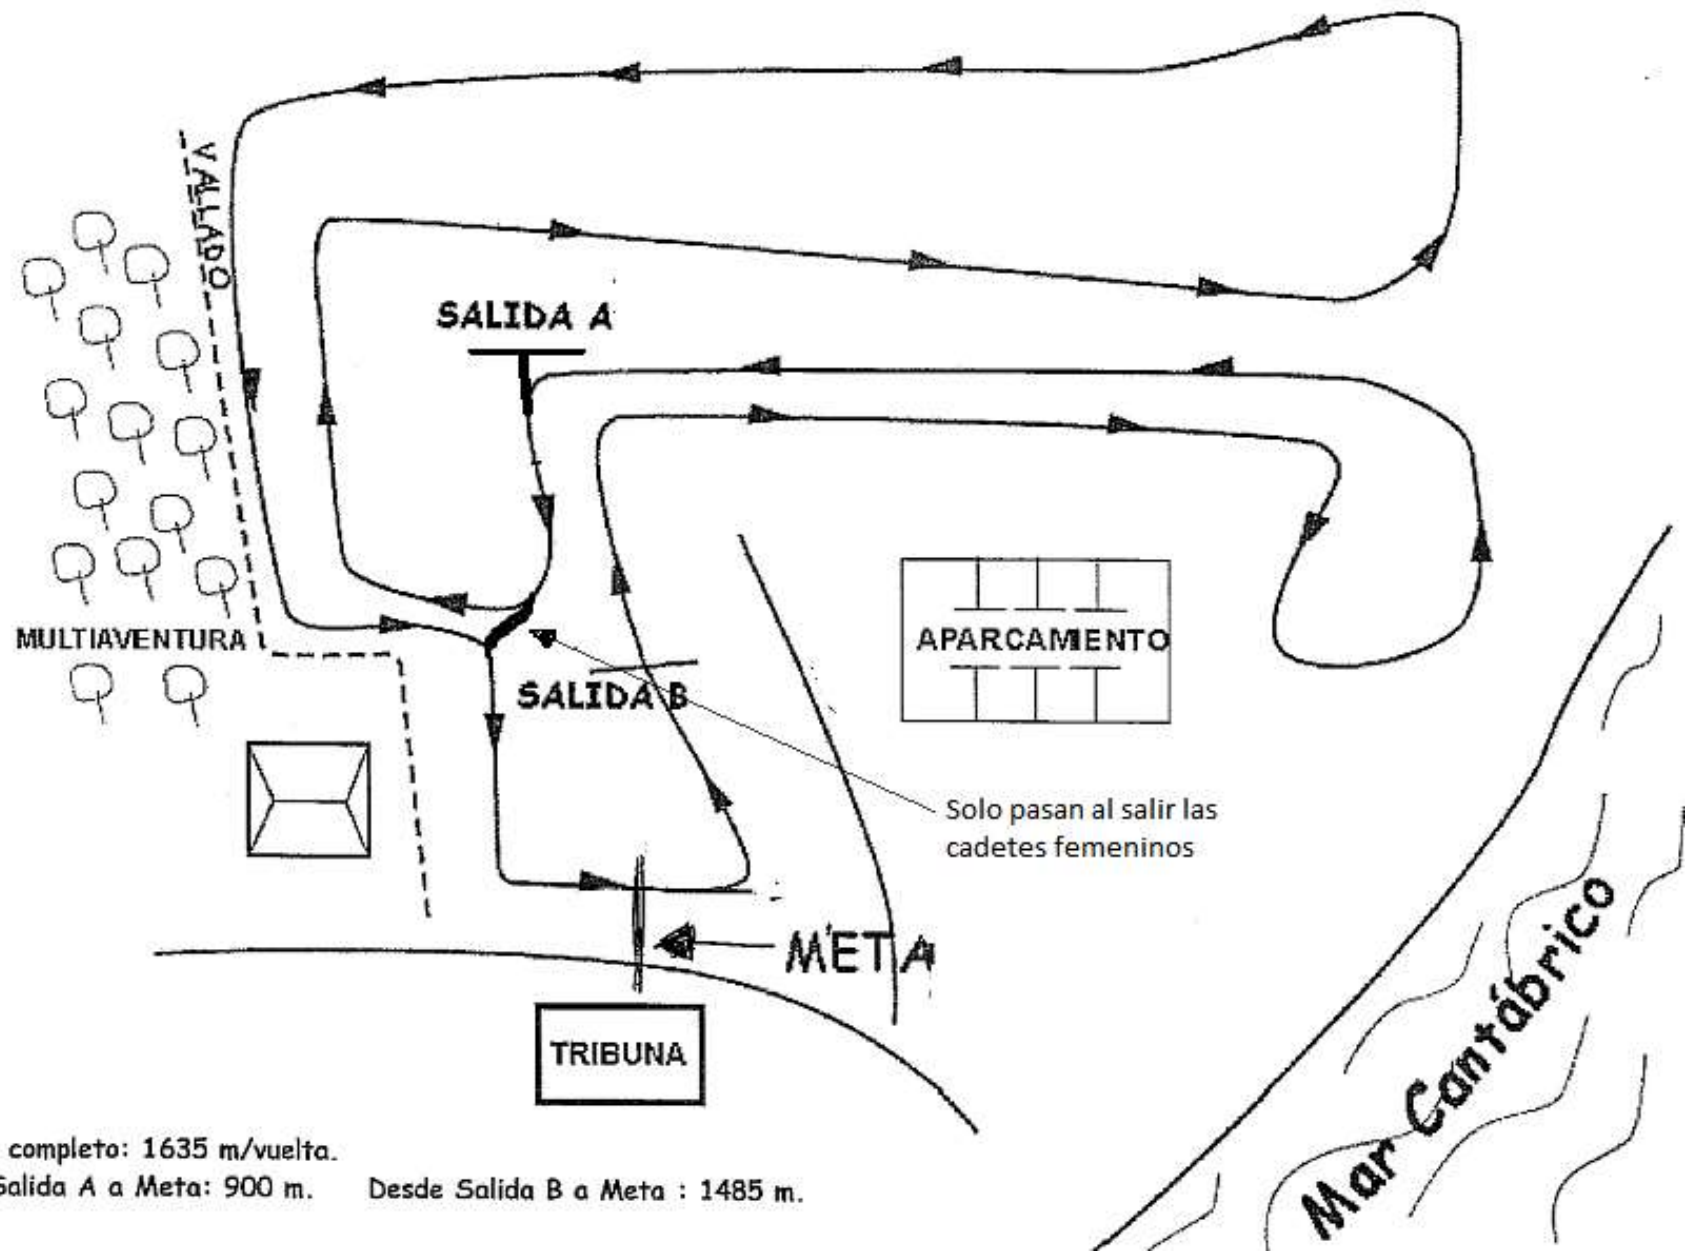 VALLADO
SALIDA A
MULTIAVENTURA
APARCAMIENTO
SALIDA B
Solo pasan al salir las
cadetes femeninos
META
TRIBUNA
Mar Cantábrico
completo: 1635 m/vuelta.
Salida A a Meta: 900 m. Desde Salida B a Meta : 1485 m.